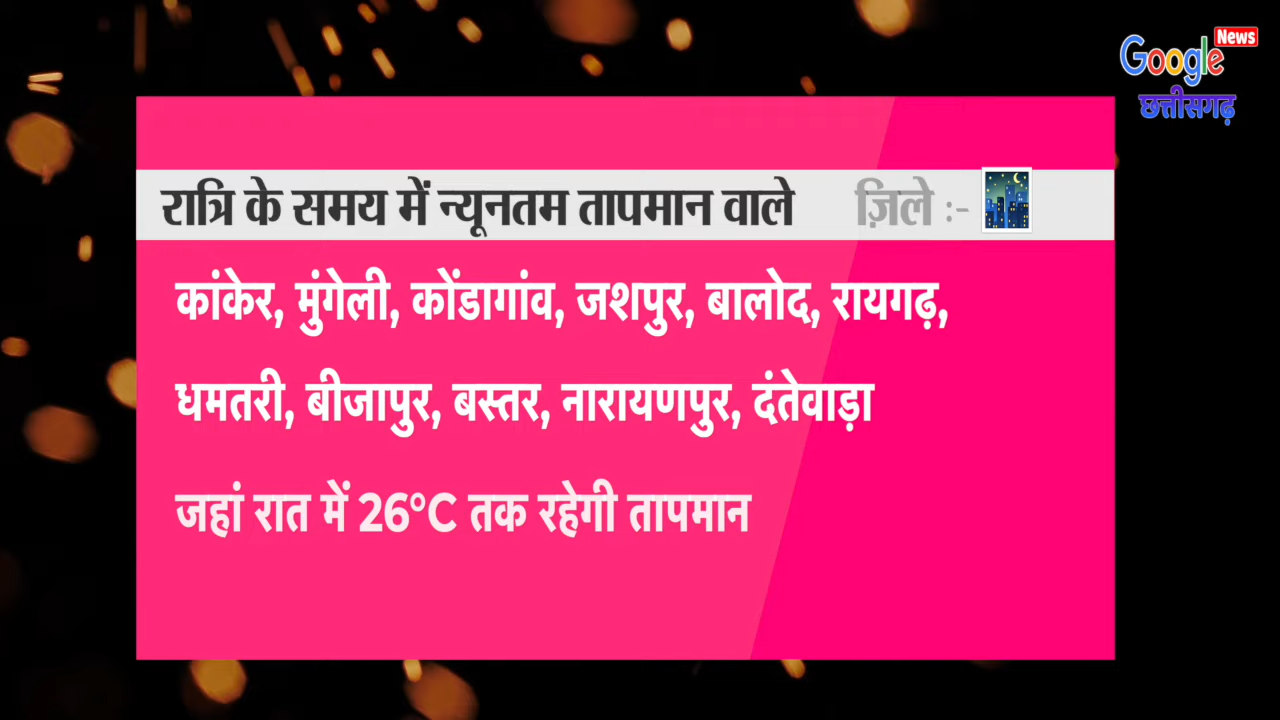 Google News
छत्तीसगढ़
रात्रि के समय में न्यूनतम तापमान वाले ज़िले :-
कांकेर, मुंगेली, कोंडागांव, जशपुर, बालोद, रायगढ़,
धमतरी, बीजापुर, बस्तर, नारायणपुर, दंतेवाड़ा
जहां रात में 26°C तक रहेगी तापमान